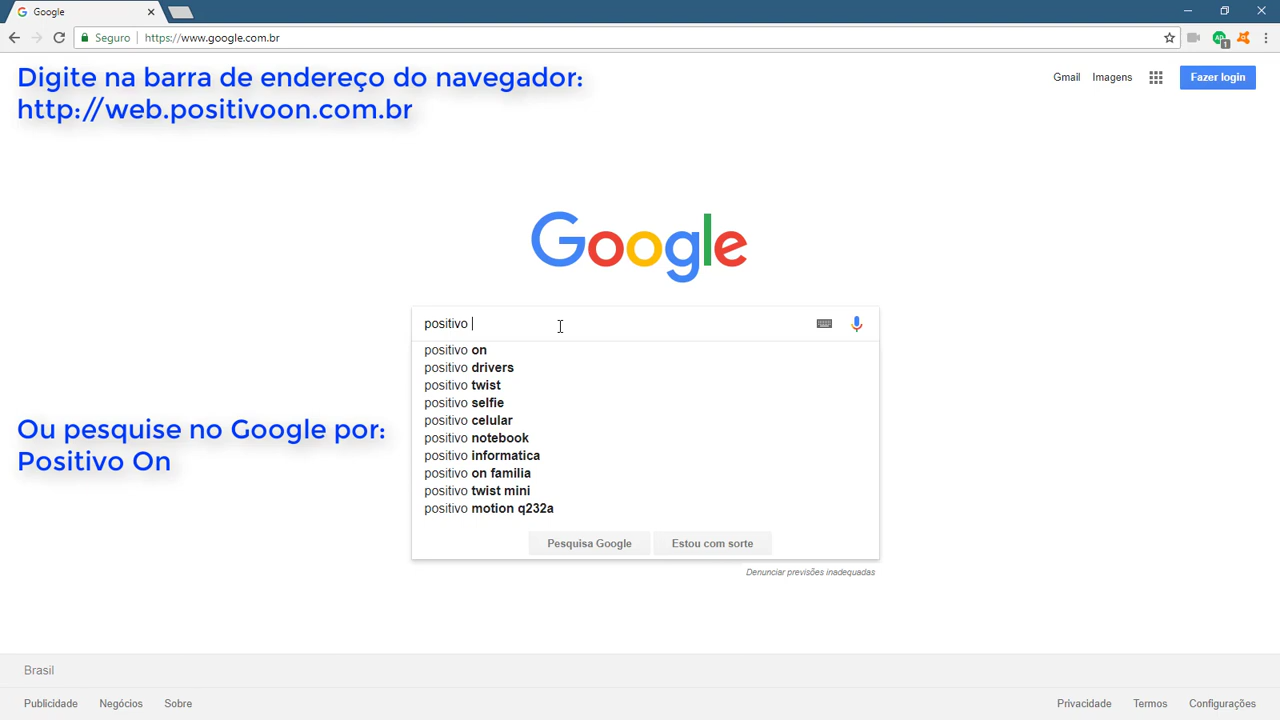 Google
Seguro
https://www.google.com.br
Digite na barra de endereço do navegador:
http://web.positivoon.com.br
Gmail
Imagens
Fazer login
Google
positivo
positivo on
positivo drivers
positivo twist
positivo selfie
positivo celular
positivo notebook
positivo informatica
positivo on familia
positivo twist mini
positivo motion q232a
Ou pesquise no Google por:
Positivo On
Pesquisa Google
Estou com sorte
Denunciar previsões inadequadas
Brasil
Publicidade
Negócios
Sobre
Privacidade
Termos
Configurações